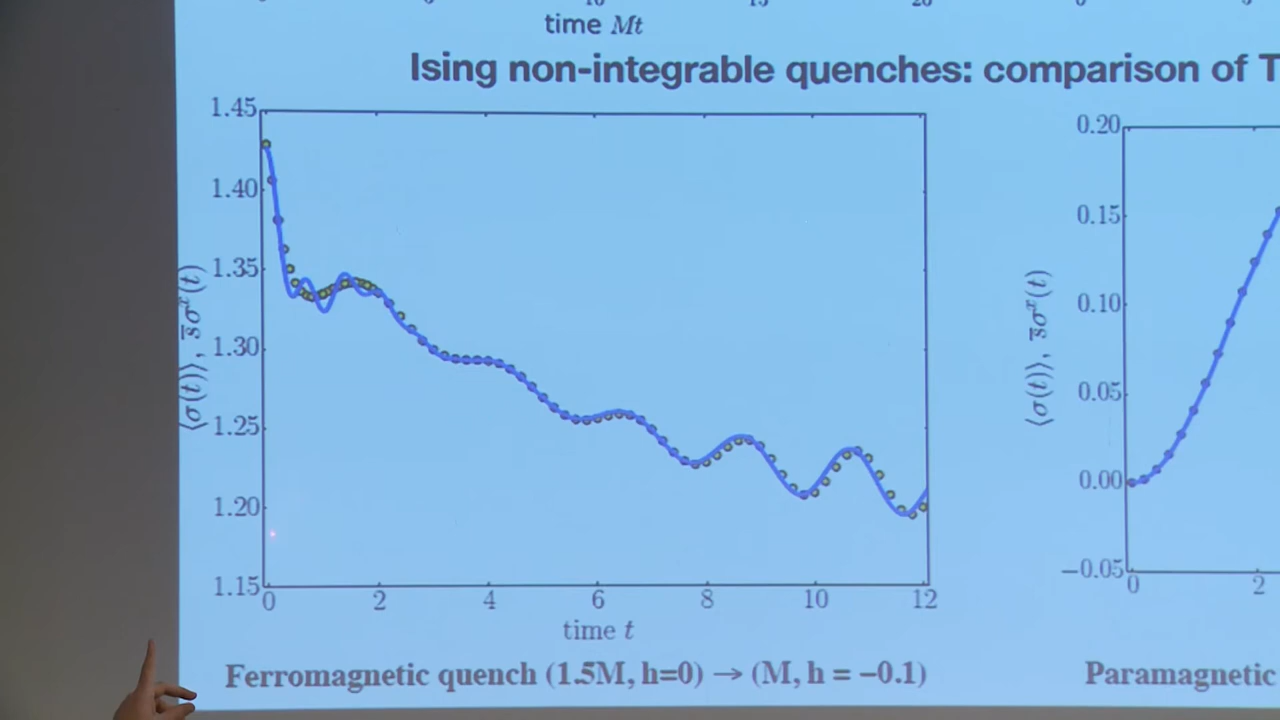 time Mt
Ising non-integrable quenches: comparison of T
1.45
1.40
1.35
1.30
1.25
1.20
1.15
0 2 4 6 8 10 12
⟨σ(t)⟩, s̅σˣ(t)
time t
Ferromagnetic quench (1.5M, h=0) → (M, h = −0.1)
0.20
0.15
0.10
0.05
0.00
−0.05
0 2
⟨σ(t)⟩, s̅σˣ(t)
Paramagnetic